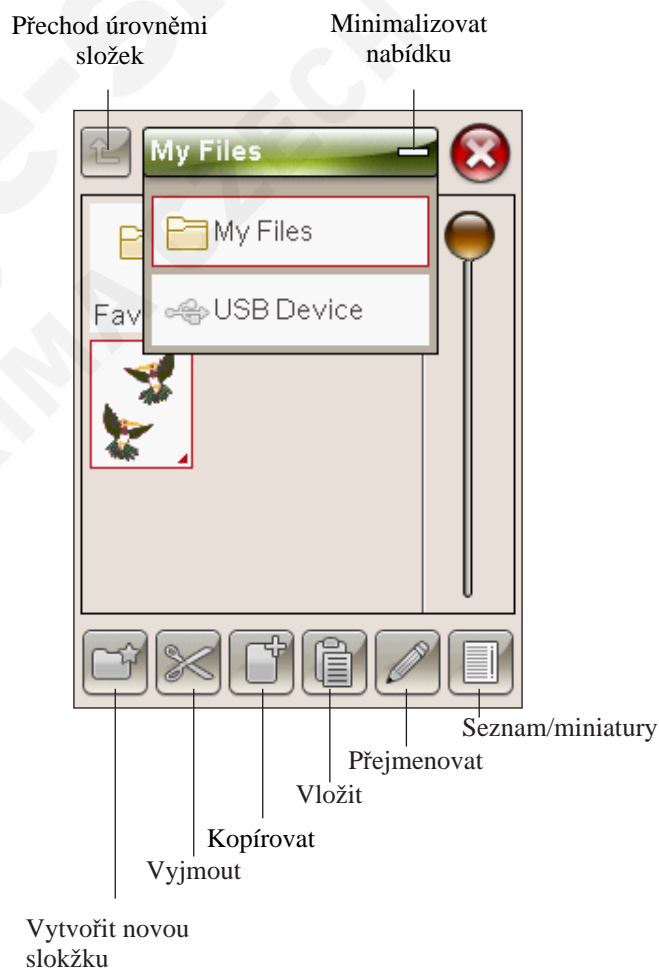 Přechod úrovněmi
složek
Minimalizovat
nabídku
My Files
My Files
Fav
USB Device
Seznam/miniatury
Přejmenovat
Vložit
Kopírovat
Vyjmout
Vytvořit novou
slokžku